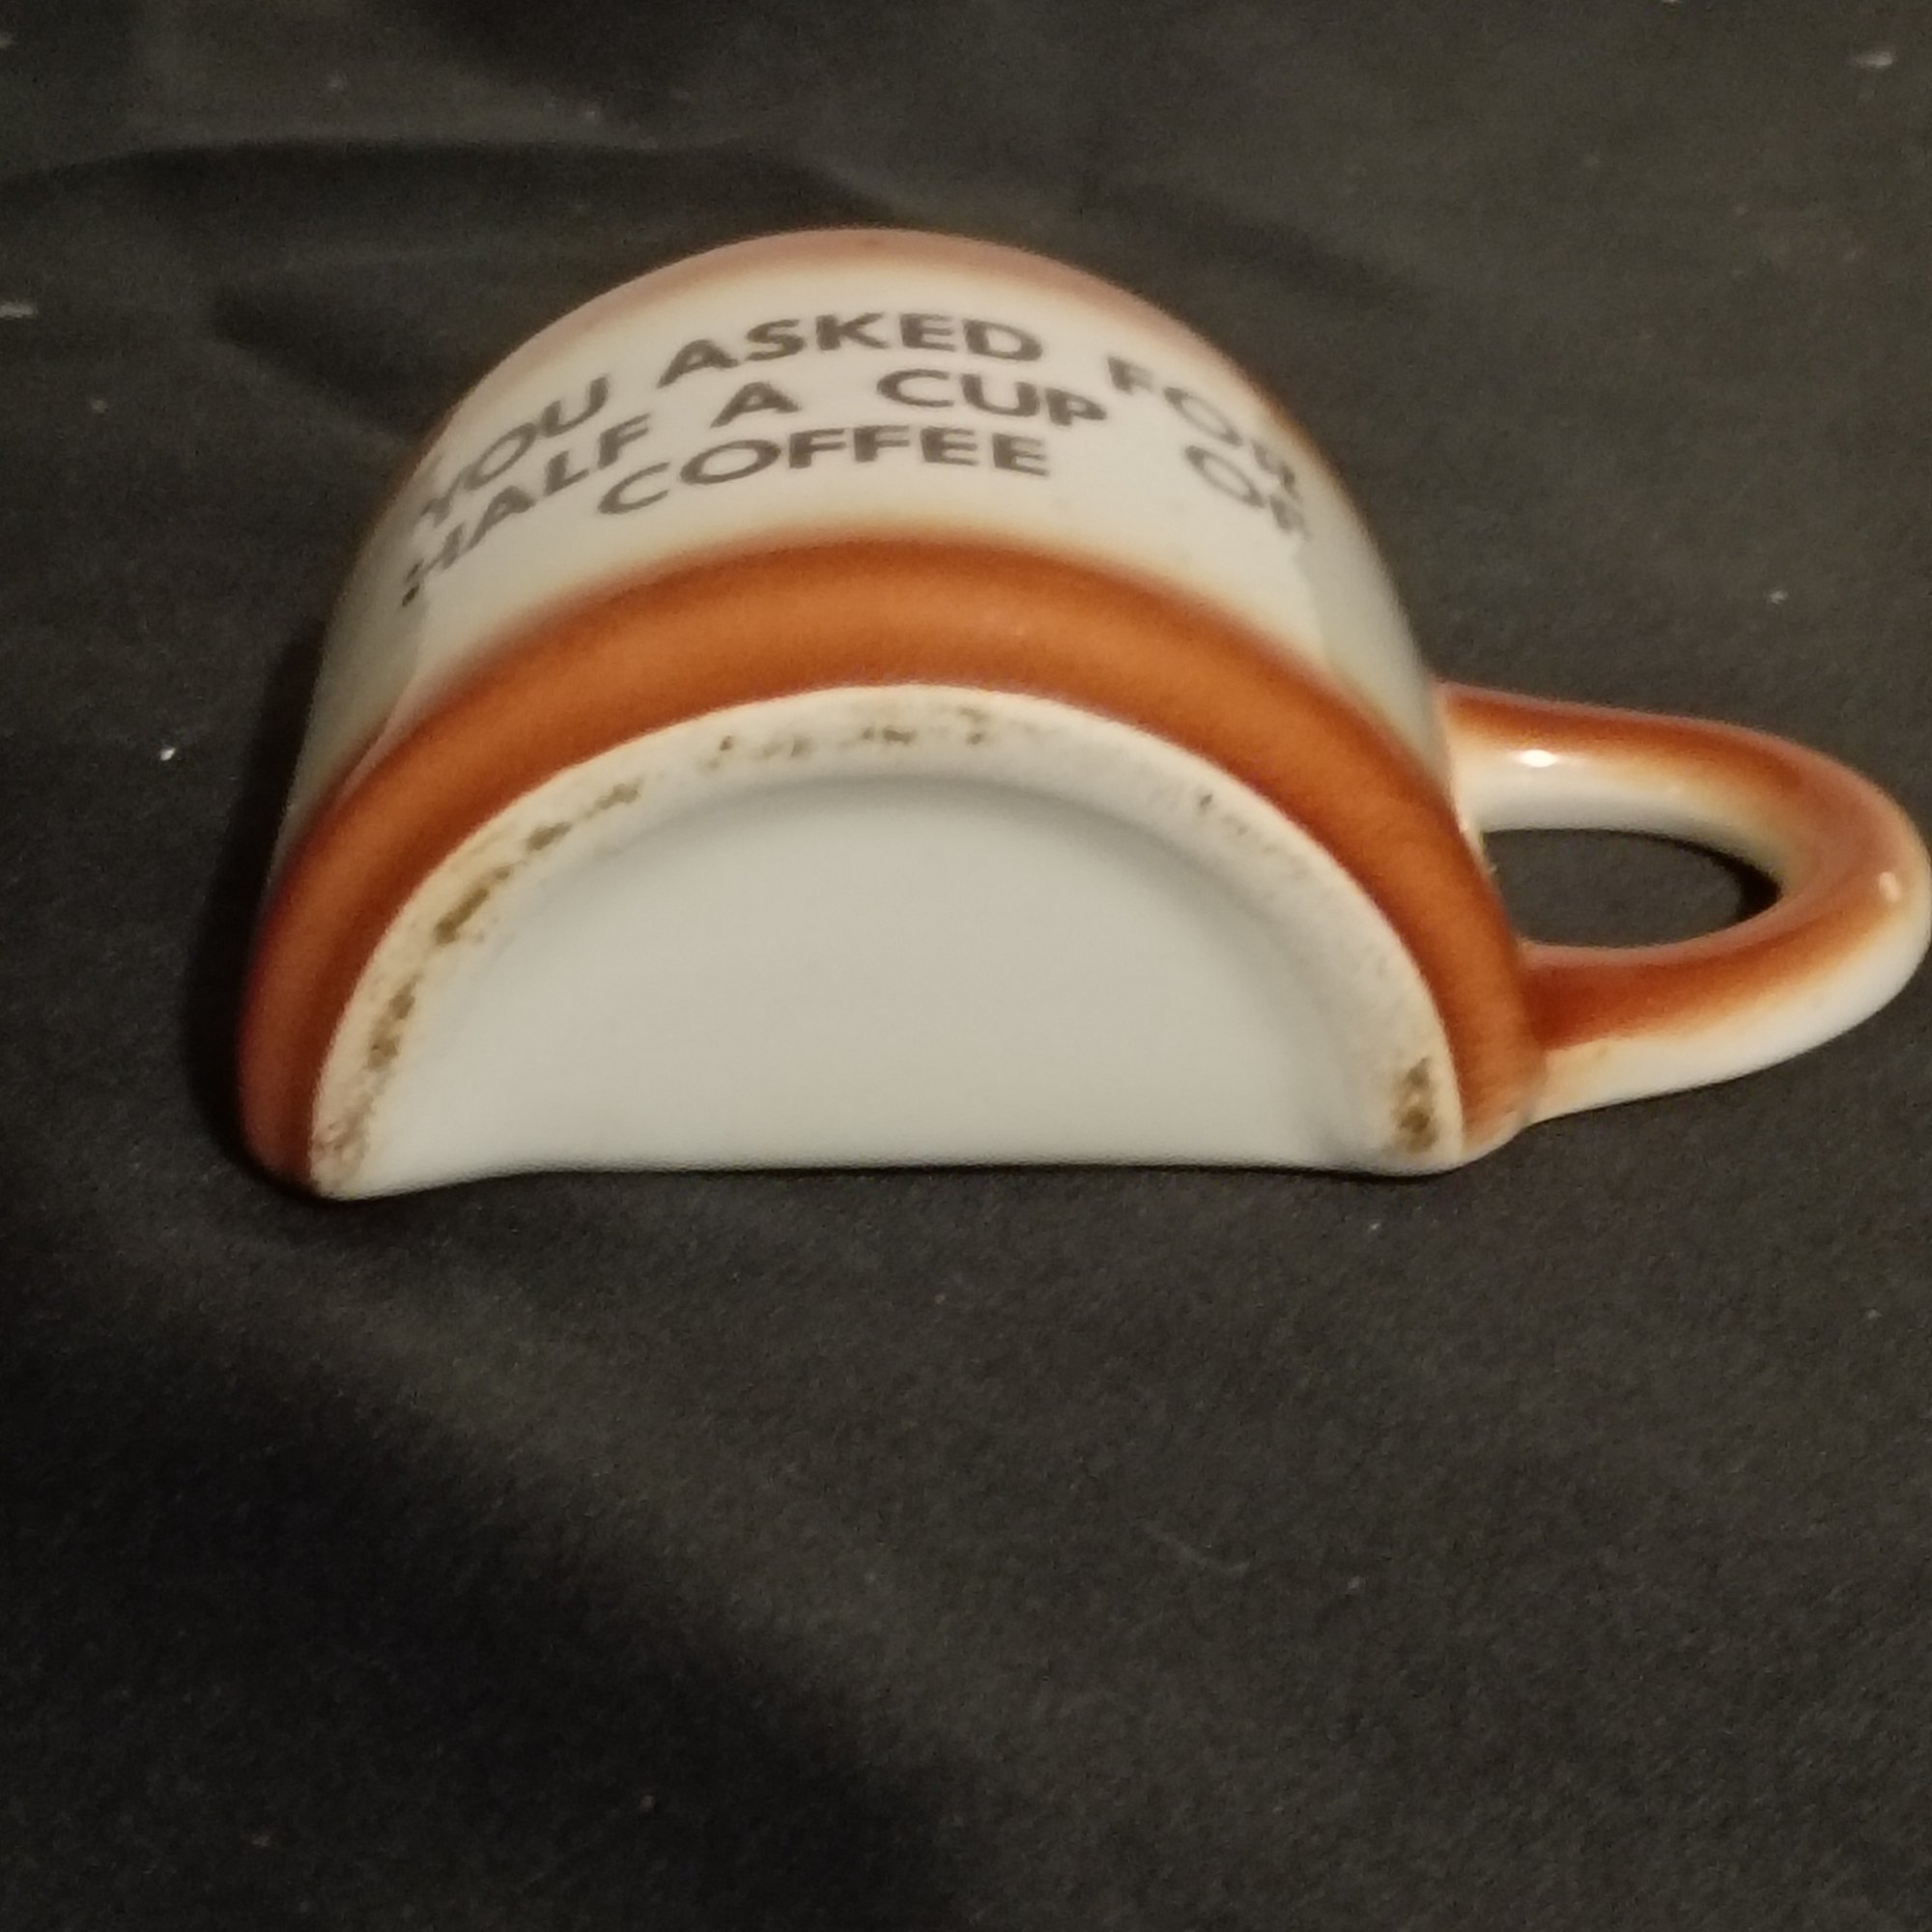 YOU ASKED FOR
HALF A CUP OF
COFFEE